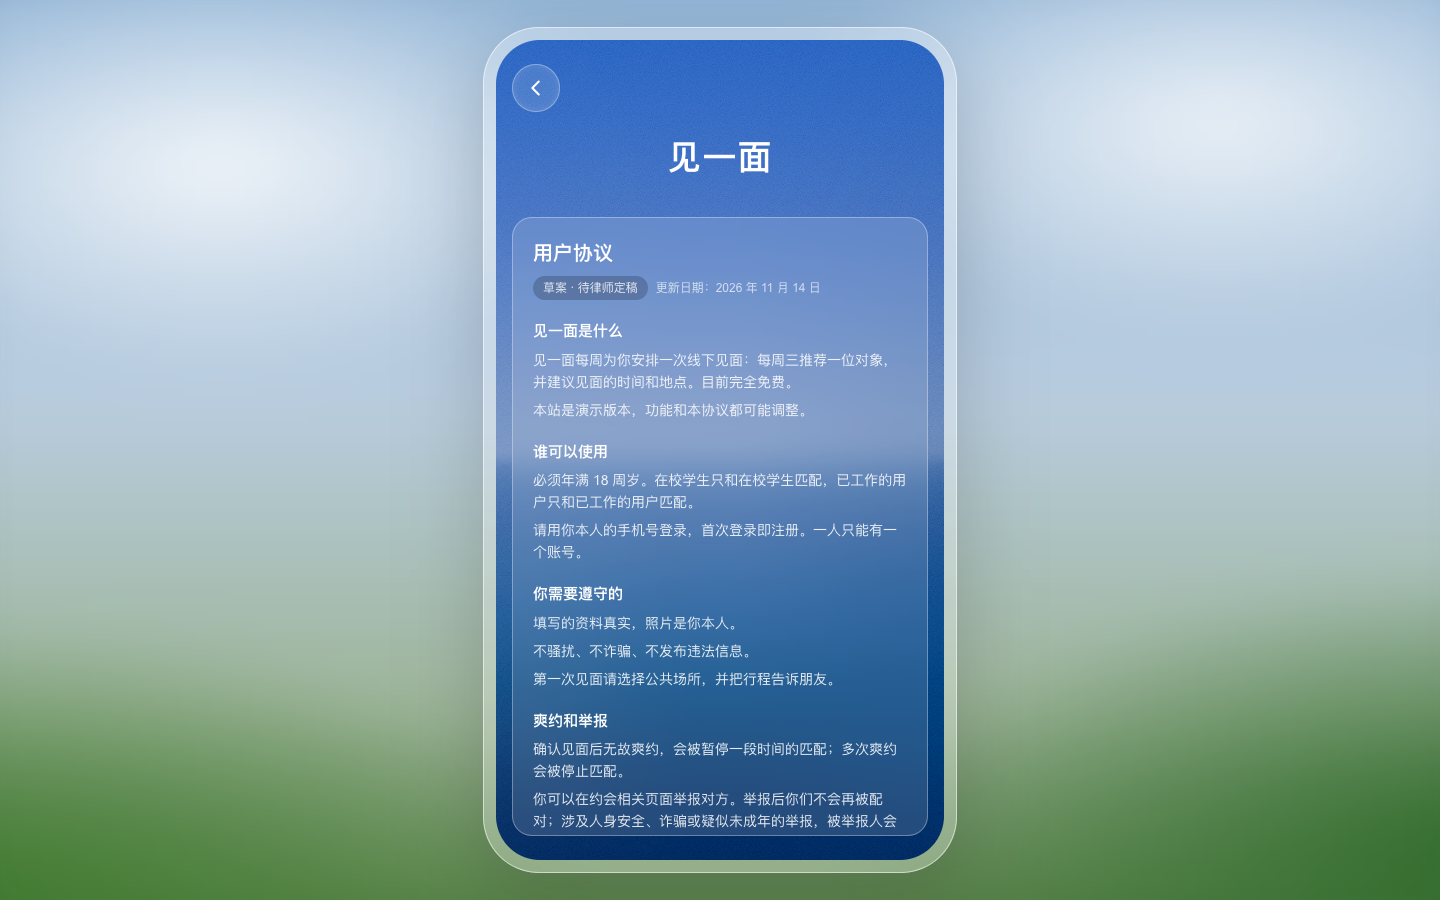 见一面
用户协议
草案 · 待律师定稿 更新日期：2026 年 11 月 14 日
见一面是什么
见一面每周为你安排一次线下见面：每周三推荐一位对象，
并建议见面的时间和地点。目前完全免费。
本站是演示版本，功能和本协议都可能调整。
谁可以使用
必须年满 18 周岁。在校学生只和在校学生匹配，已工作的用
户只和已工作的用户匹配。
请用你本人的手机号登录，首次登录即注册。一人只能有一
个账号。
你需要遵守的
填写的资料真实，照片是你本人。
不骚扰、不诈骗、不发布违法信息。
第一次见面请选择公共场所，并把行程告诉朋友。
爽约和举报
确认见面后无故爽约，会被暂停一段时间的匹配；多次爽约
会被停止匹配。
你可以在约会相关页面举报对方。举报后你们不会再被配
对；涉及人身安全、诈骗或疑似未成年的举报，被举报人会